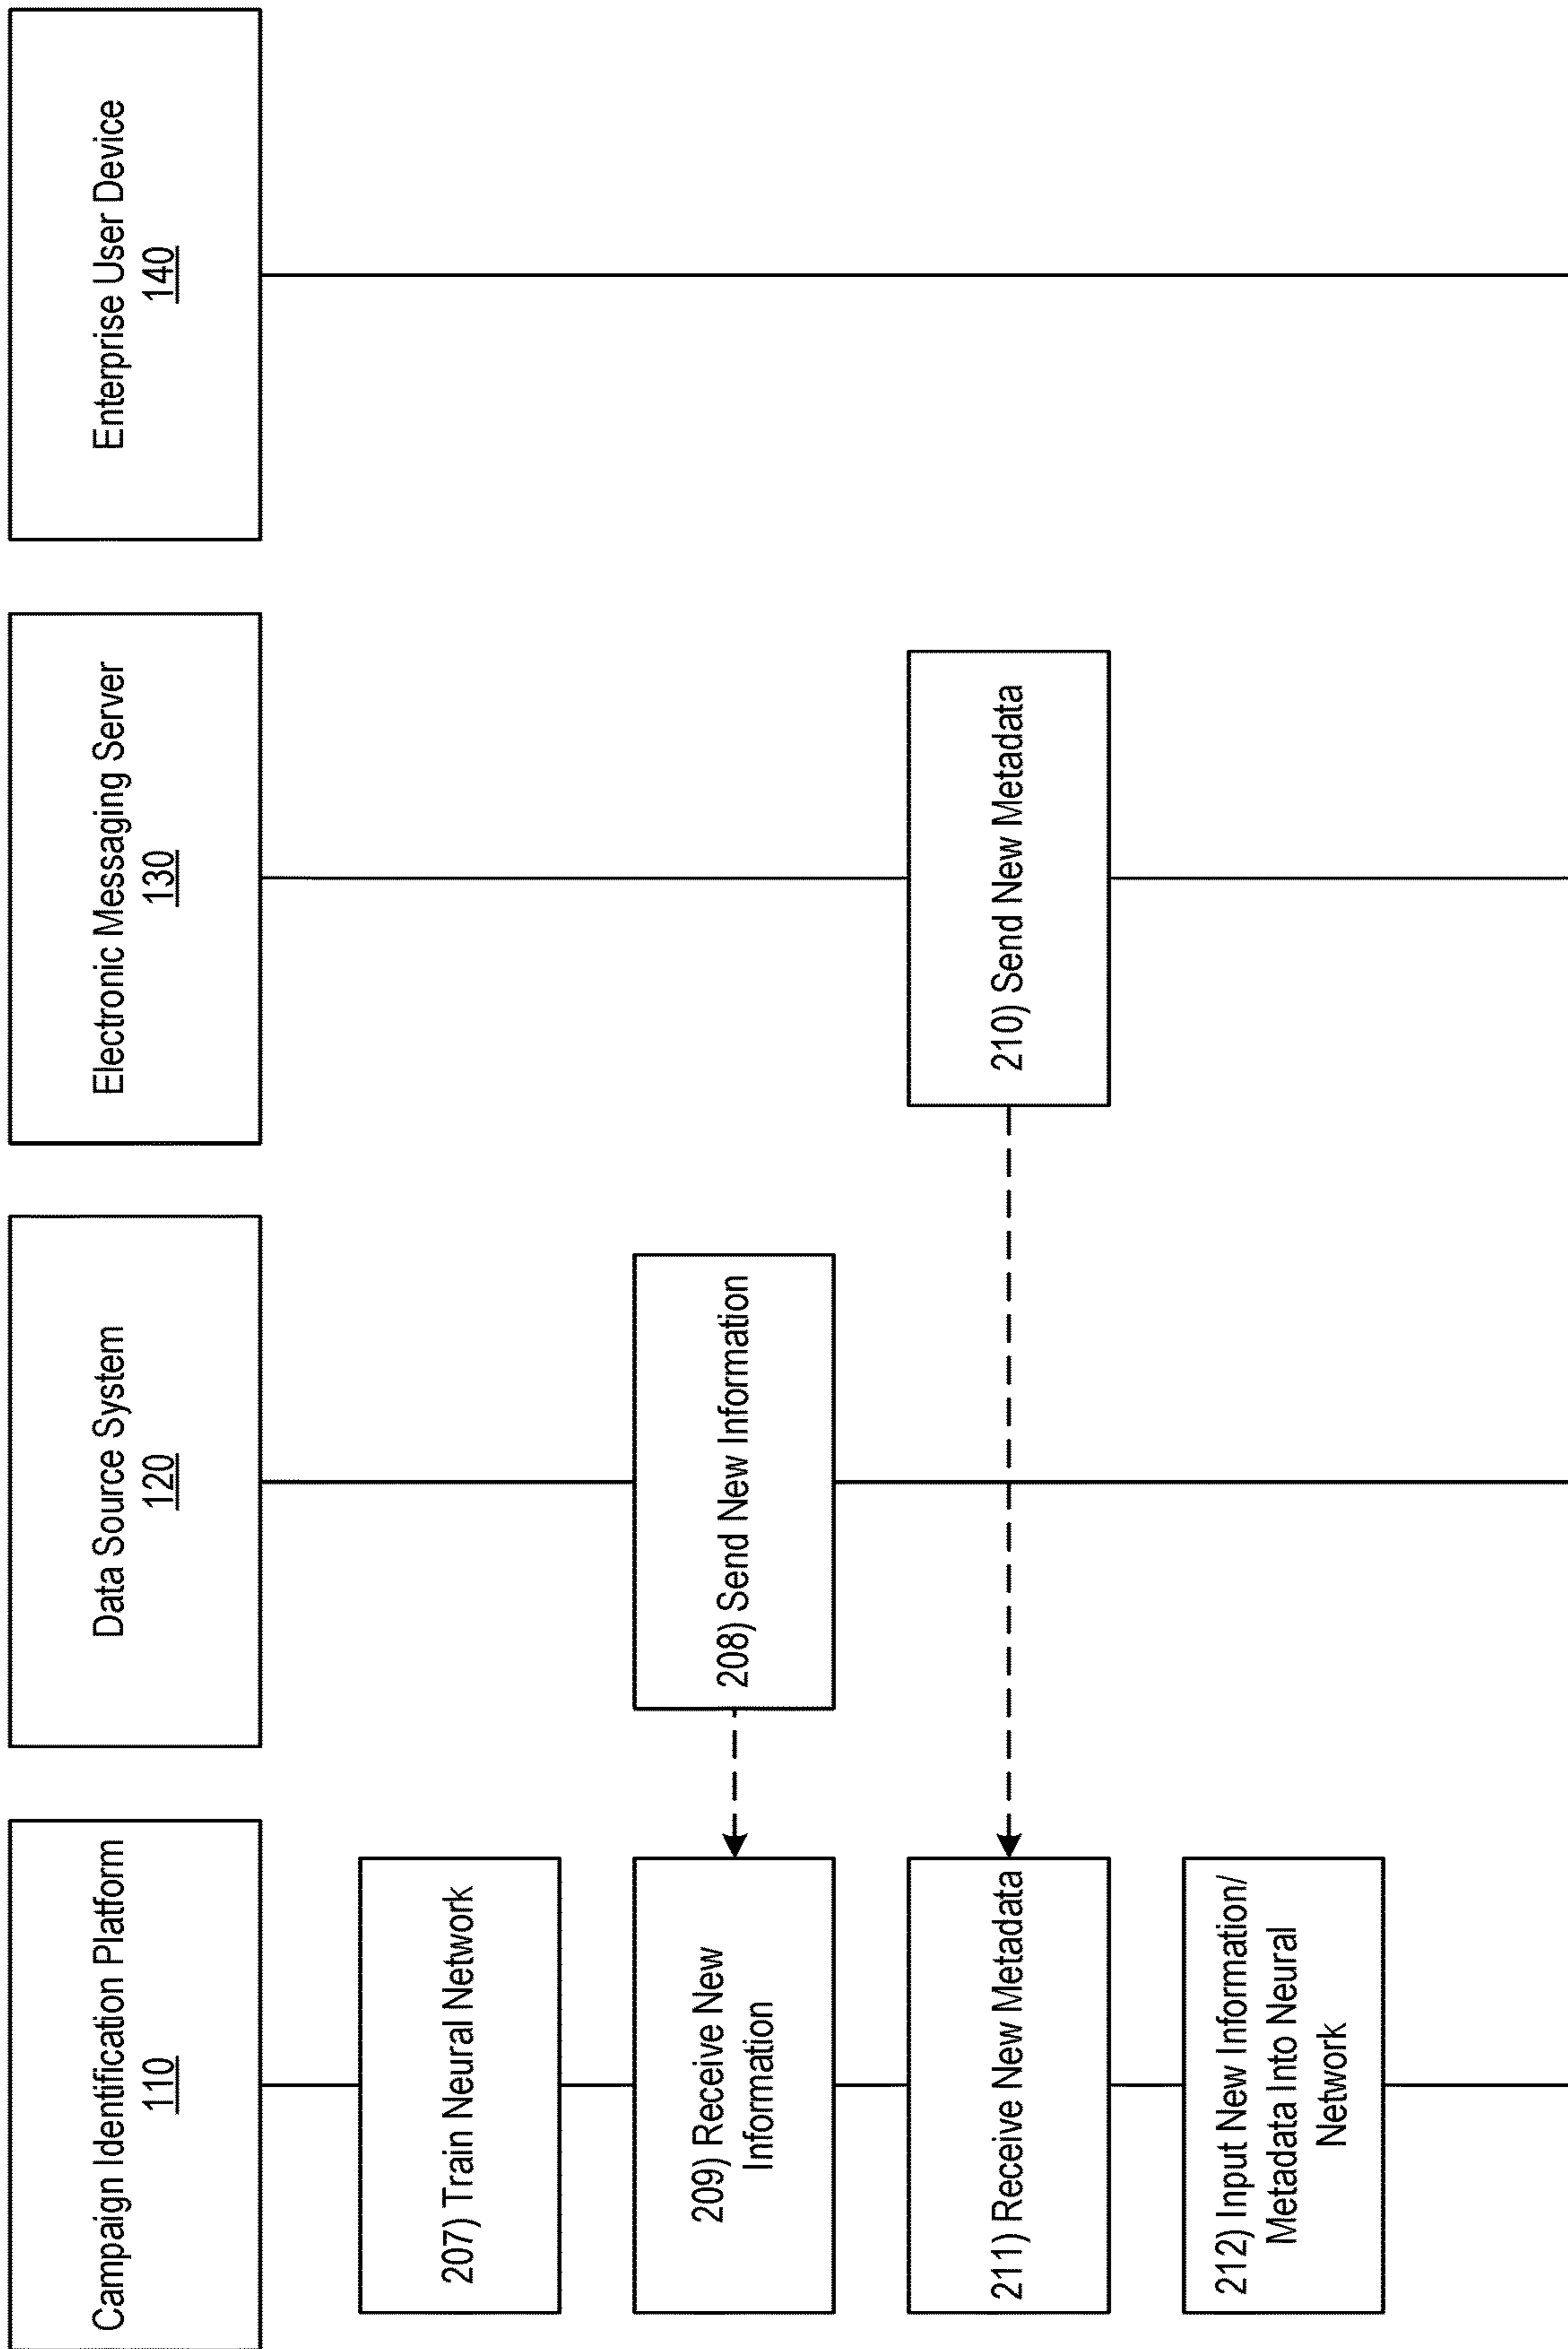 Campaign Identification Platform
110
Data Source System
120
Electronic Messaging Server
130
Enterprise User Device
140
207) Train Neural Network
208) Send New Information
209) Receive New
Information
210) Send New Metadata
211) Receive New Metadata
212) Input New Information/
Metadata Into Neural
Network